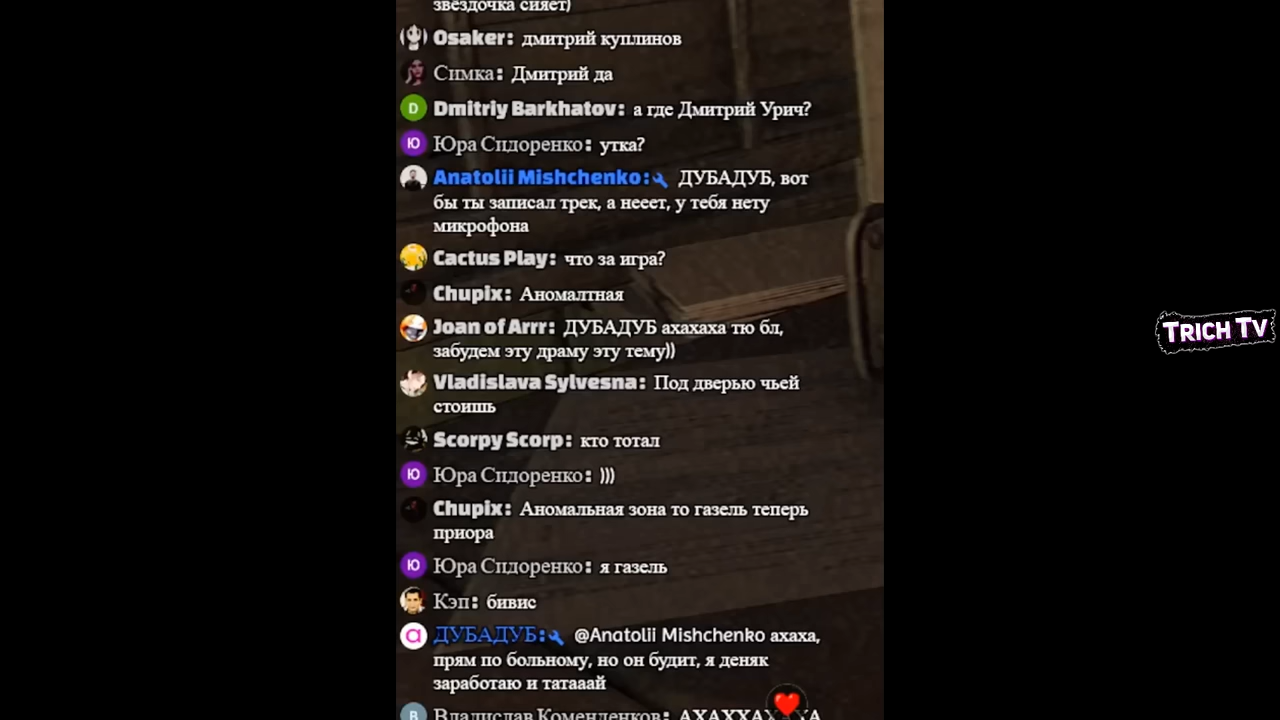 звёздочка сияет)
Osaker: дмитрий куплинов
Симка: Дмитрий да
D Dmitriy Barkhatov: а где Дмитрий Урич?
Ю Юра Сидоренко: утка?
Anatolii Mishchenko: ДУБАДУБ, вот
бы ты записал трек, а нееет, у тебя нету
микрофона
Cactus Play: что за игра?
Chupix: Аномалтная
Joan of Arrr: ДУБАДУБ ахахаха тю бл,
забудем эту драму эту тему))
Vladislava Sylvesna: Под дверью чьей
стоишь
Scorpy Scorp: кто тотал
Ю Юра Сидоренко: )))
Chupix: Аномальная зона то газель теперь
приора
Ю Юра Сидоренко: я газель
Кэп: бивис
a ДУБАДУБ: @Anatolii Mishchenko ахаха,
прям по больному, но он будит, я деняк
заработаю и татааай
В Владислав Коменденков:
TRICH TV